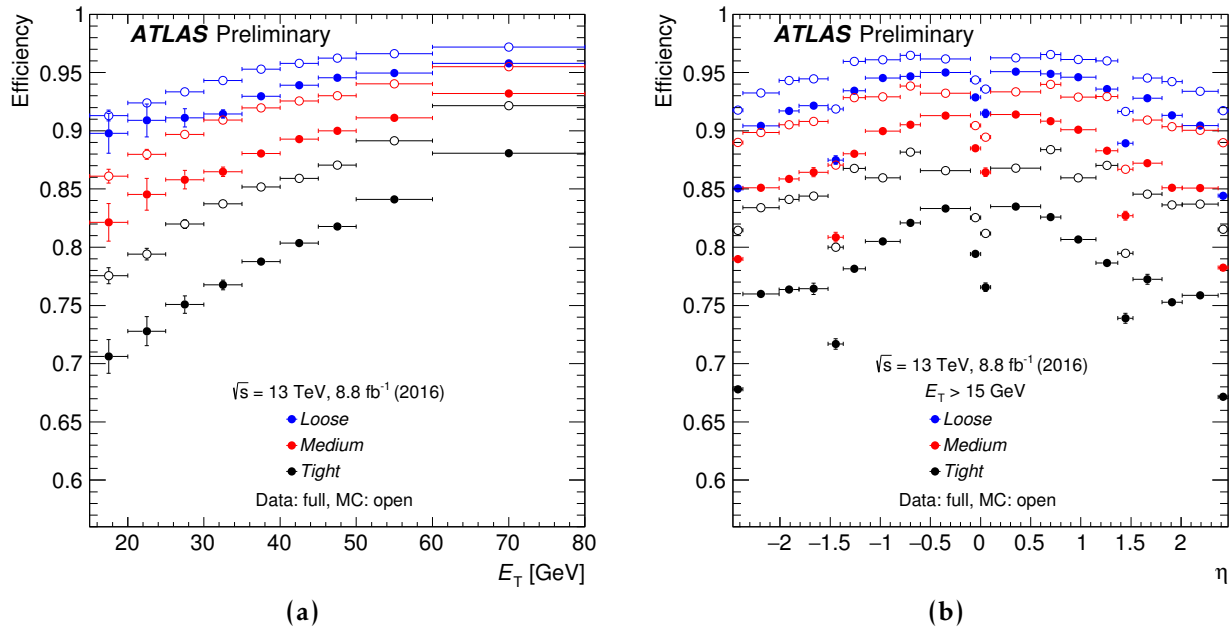 ATLAS Preliminary
Efficiency
0.95
0.9
0.85
0.8
0.75
0.7
0.65
0.6
√s = 13 TeV, 8.8 fb⁻¹ (2016)
Loose
Medium
Tight
Data: full, MC: open
20 30 40 50 60 70 80
E_T [GeV]
(a)
ATLAS Preliminary
Efficiency
0.95
0.9
0.85
0.8
0.75
0.7
0.65
0.6
√s = 13 TeV, 8.8 fb⁻¹ (2016)
E_T > 15 GeV
Loose
Medium
Tight
Data: full, MC: open
−2 −1.5 −1 −0.5 0 0.5 1 1.5 2
η
(b)